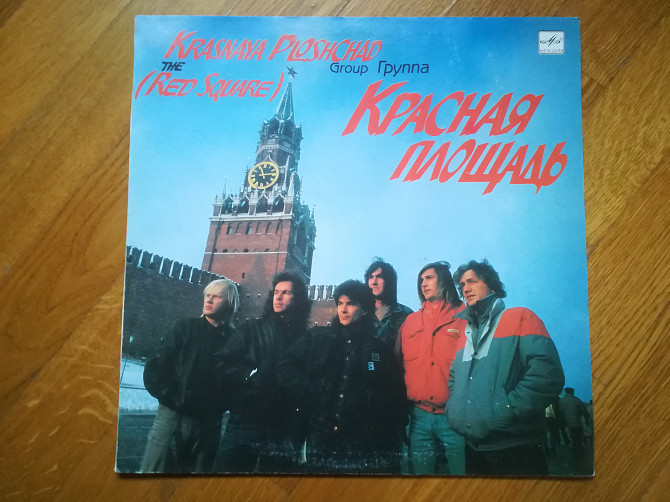 Krasnaya Ploshchad
The
(Red Square)
Group Группа
Красная
площадь